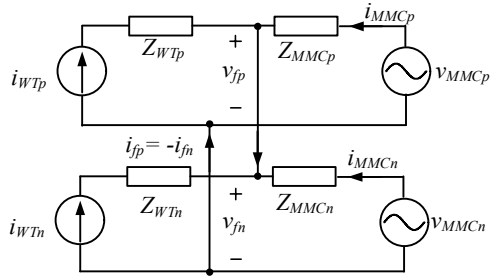 Z_WTp
+
Z_MMCp
i_MMCp
i_WTp
v_fp
v_MMCp
−
i_fp = -i_fn
i_MMCn
Z_WTn
+
Z_MMCn
i_WTn
v_fn
v_MMCn
−